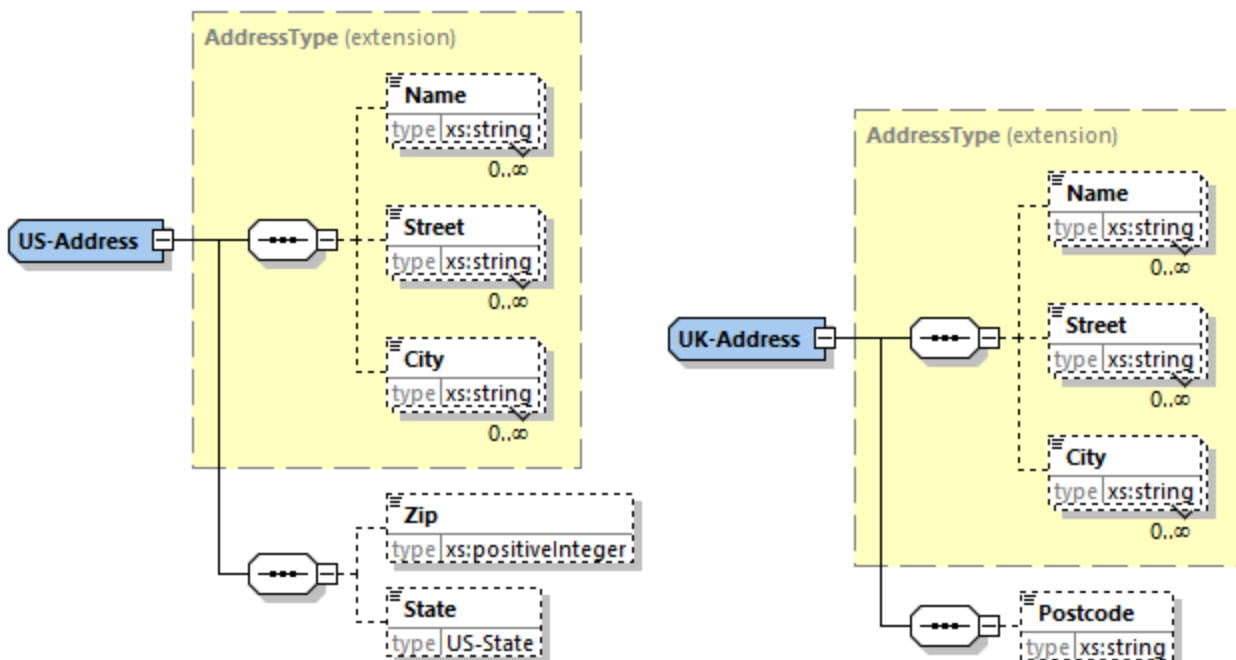 AddressType (extension)
Name
type xs:string
0..∞
Street
type xs:string
0..∞
City
type xs:string
0..∞
US-Address
Zip
type xs:positiveInteger
State
type US-State
AddressType (extension)
Name
type xs:string
0..∞
Street
type xs:string
0..∞
City
type xs:string
0..∞
UK-Address
Postcode
type xs:string